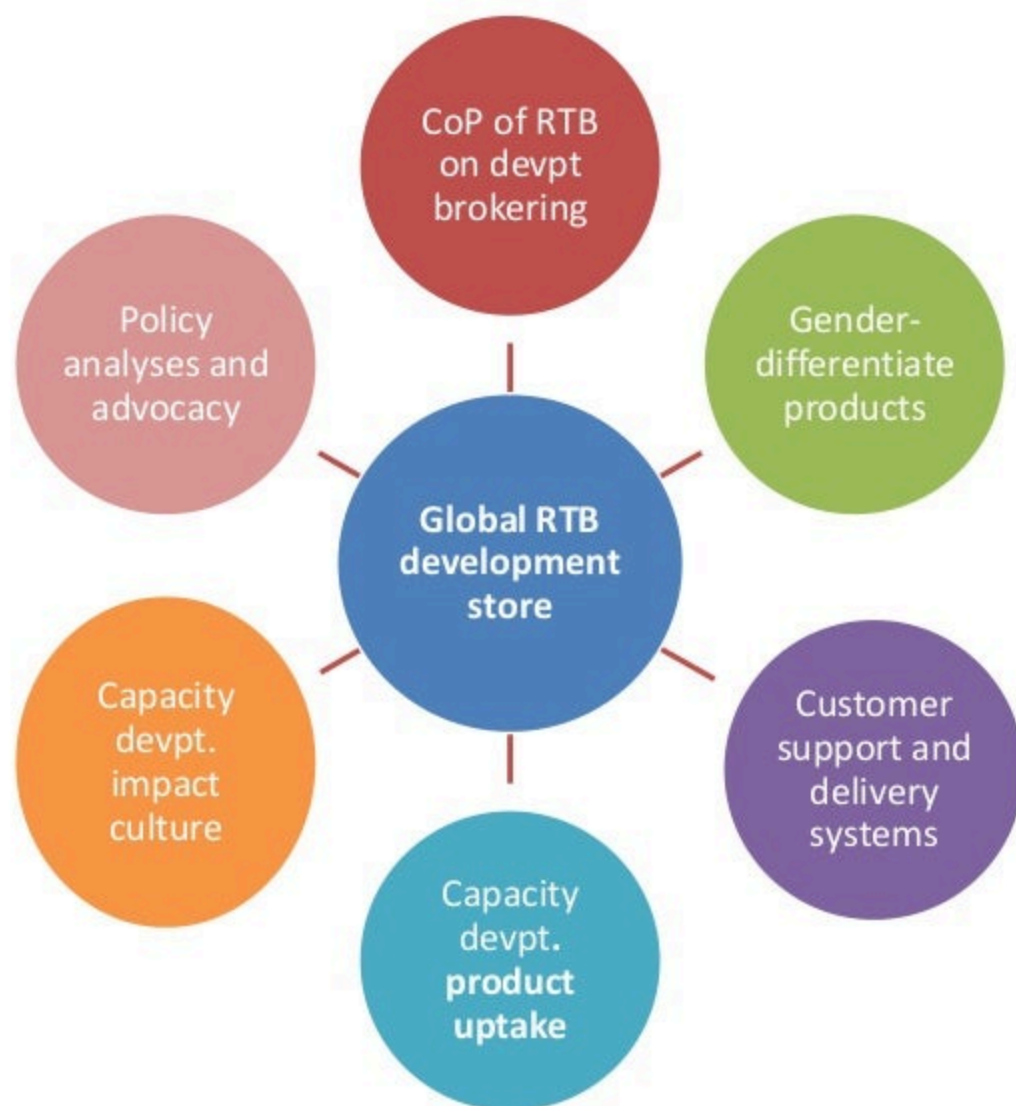 CoP of RTB
on devpt
brokering
Policy
analyses and
advocacy
Gender-
differentiate
products
Global RTB
development
store
Capacity
devpt.
impact
culture
Customer
support and
delivery
systems
Capacity
devpt.
product
uptake